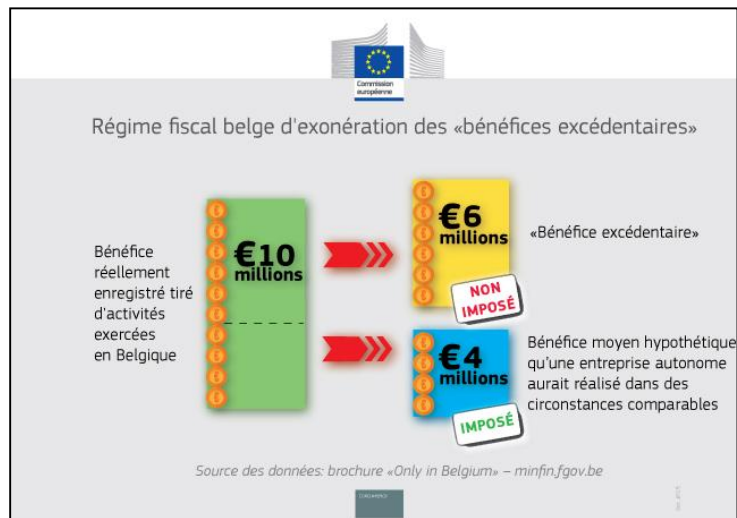 Commission
européenne
Régime fiscal belge d'exonération des «bénéfices excédentaires»
Bénéfice
réellement
enregistré tiré
d'activités
exercées
en Belgique
€10
millions
€6
millions
NON
IMPOSÉ
«Bénéfice excédentaire»
€4
millions
IMPOSÉ
Bénéfice moyen hypothétique
qu'une entreprise autonome
aurait réalisé dans des
circonstances comparables
Source des données: brochure «Only in Belgium» – minfin.fgov.be